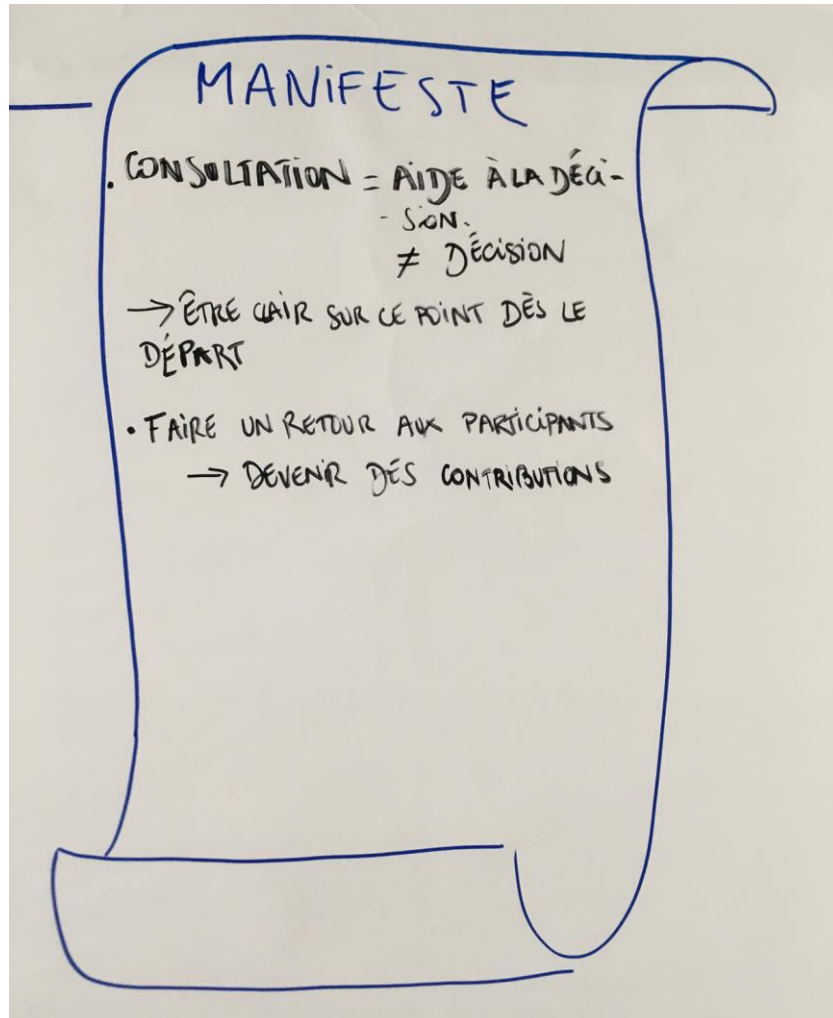 MANiFESTE
. CONSULTATiON = AiDE À LA DÉCi-
- SiON.
≠ DÉCiSiON
→ ÊTRE CLAiR SUR CE POiNT DÈS LE
DÉPART
• FAiRE UN RETOUR AUX PARTiCiPANTS
→ DEVENiR DES CONTRiBUTiONS